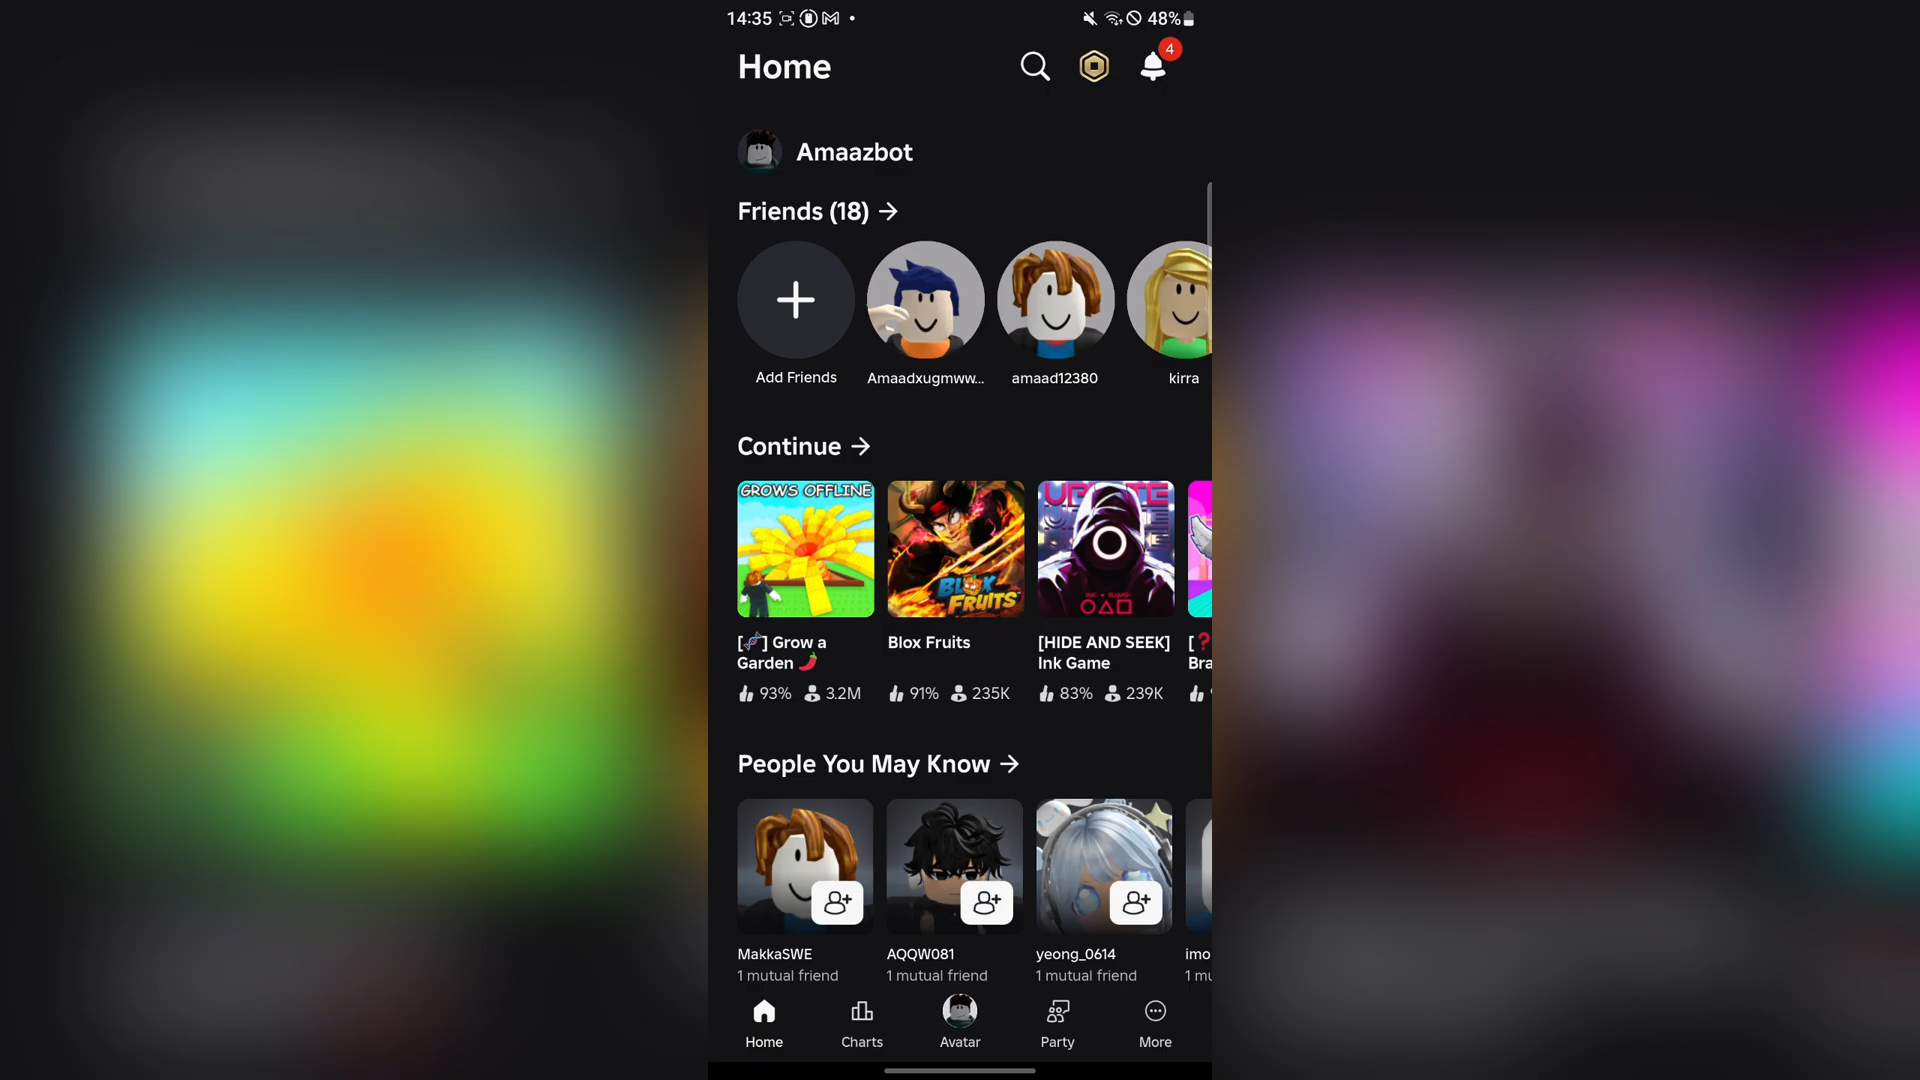 14:35
48%
Home
4
Amaazbot
Friends (18)
Add Friends
Amaadxugmww...
amaad12380
kirra
Continue
GROWS OFFLINE
BLOX FRUITS
UPDATE
INK GAME
[🧬] Grow a
Garden 🌶️
Blox Fruits
[HIDE AND SEEK]
Ink Game
[❓
Bra
93%
3.2M
91%
235K
83%
239K
People You May Know
MakkaSWE
1 mutual friend
AQQW081
1 mutual friend
yeong_0614
1 mutual friend
imo
1 mu
Home
Charts
Avatar
Party
More